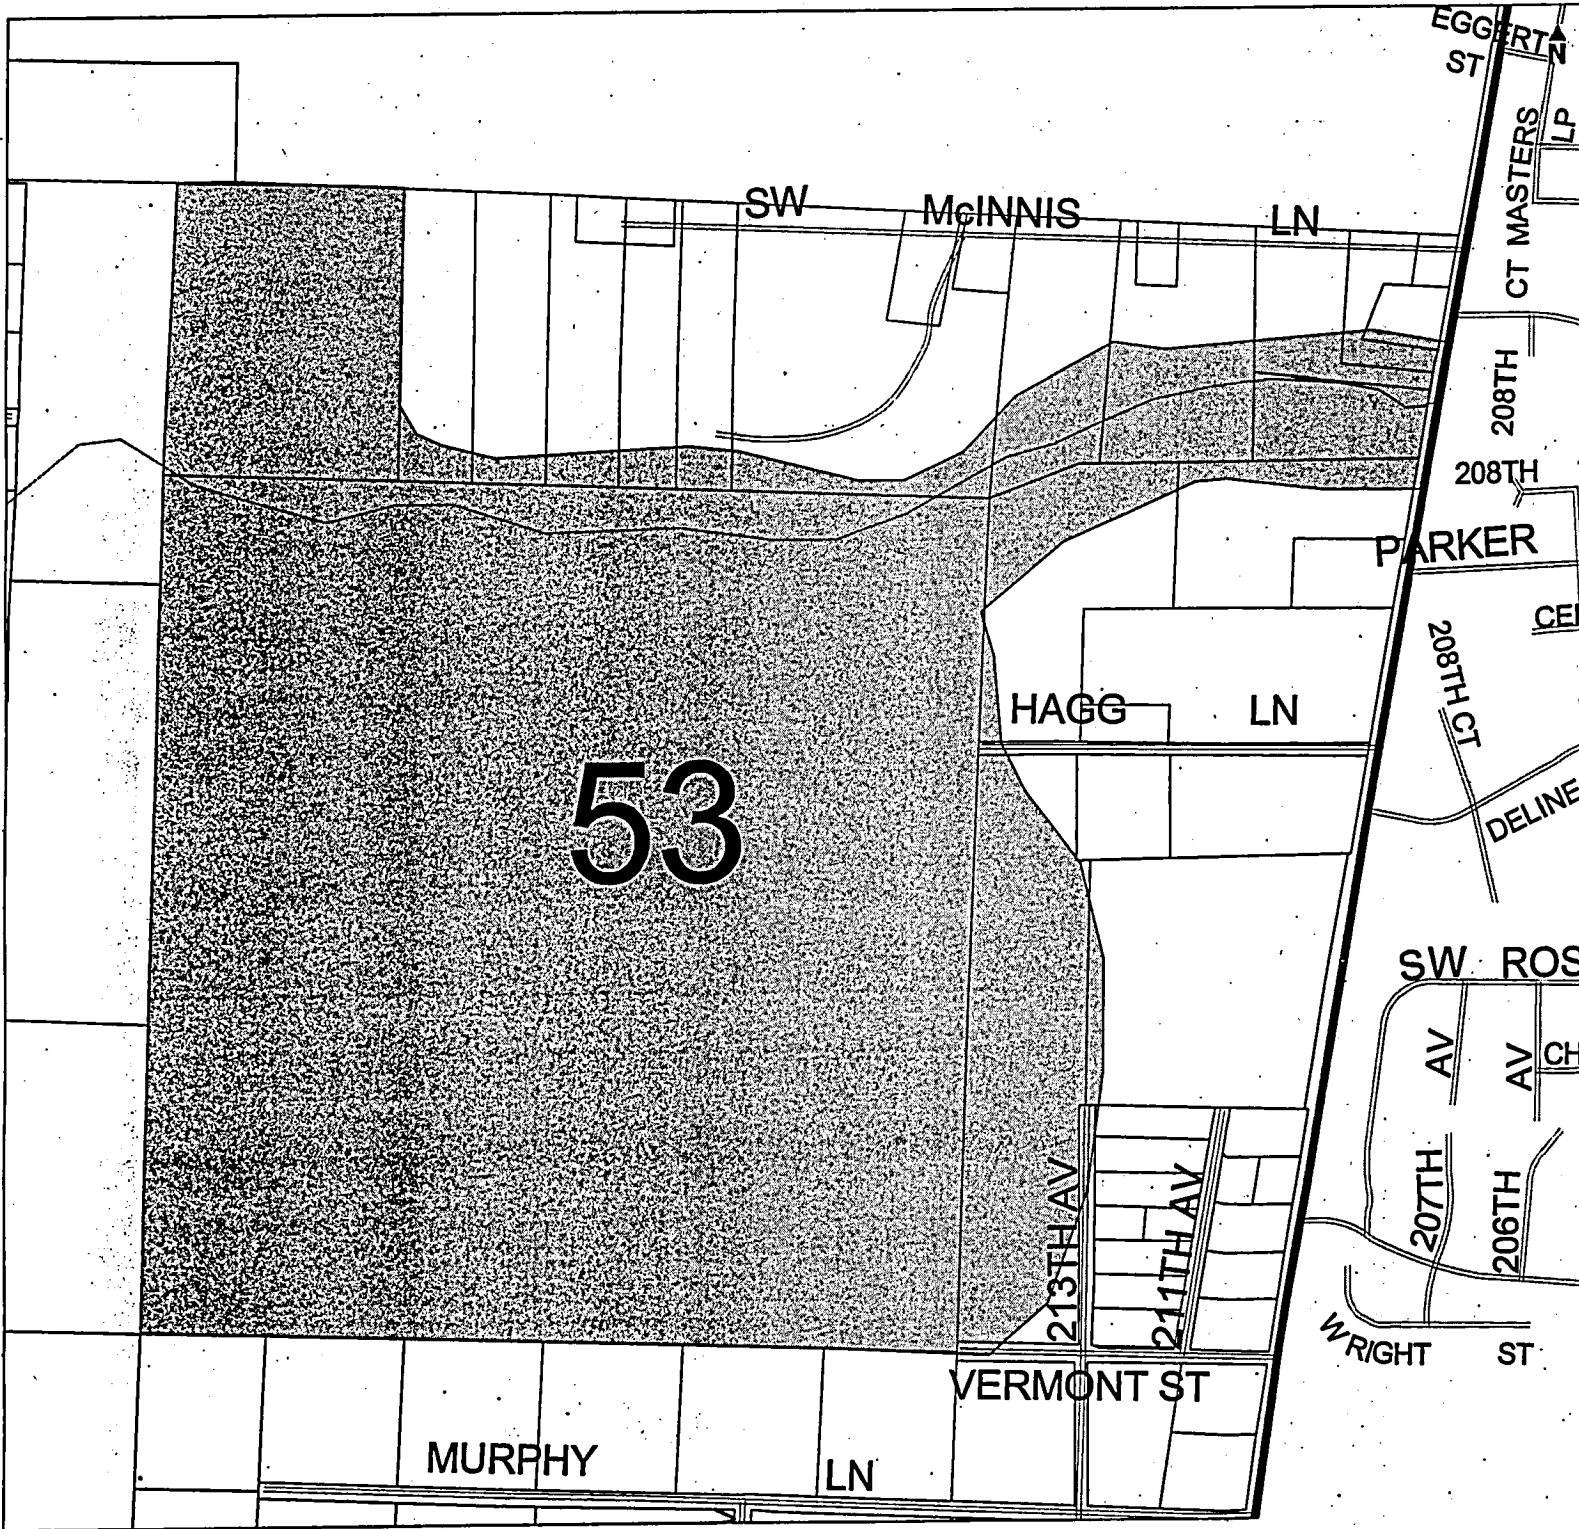 EGGERT
ST
N
CT MASTERS
LP
SW McINNIS LN
208TH
208TH
PARKER
208TH CT
HAGG LN
53
DELINE
SW ROS
AV
AV
CH
207TH
206TH
213TH AV
211TH AV
WRIGHT ST
VERMONT ST
MURPHY LN